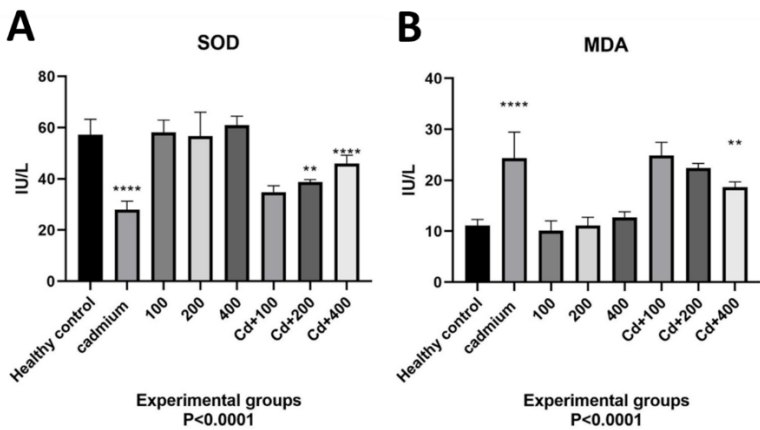 A
SOD
80
60
40
20
0
IU/L
****
**
****
Healthy control
cadmium
100
200
400
Cd+100
Cd+200
Cd+400
Experimental groups
P<0.0001
B
MDA
40
30
20
10
0
IU/L
****
**
Healthy control
cadmium
100
200
400
Cd+100
Cd+200
Cd+400
Experimental groups
P<0.0001